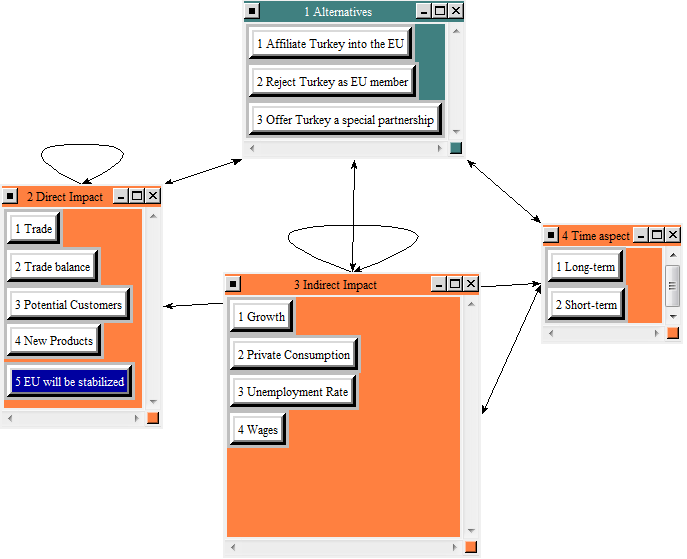 1 Alternatives
1 Affiliate Turkey into the EU
2 Reject Turkey as EU member
3 Offer Turkey a special partnership
2 Direct Impact
1 Trade
2 Trade balance
3 Potential Customers
4 New Products
5 EU will be stabilized
3 Indirect Impact
1 Growth
2 Private Consumption
3 Unemployment Rate
4 Wages
4 Time aspect
1 Long-term
2 Short-term